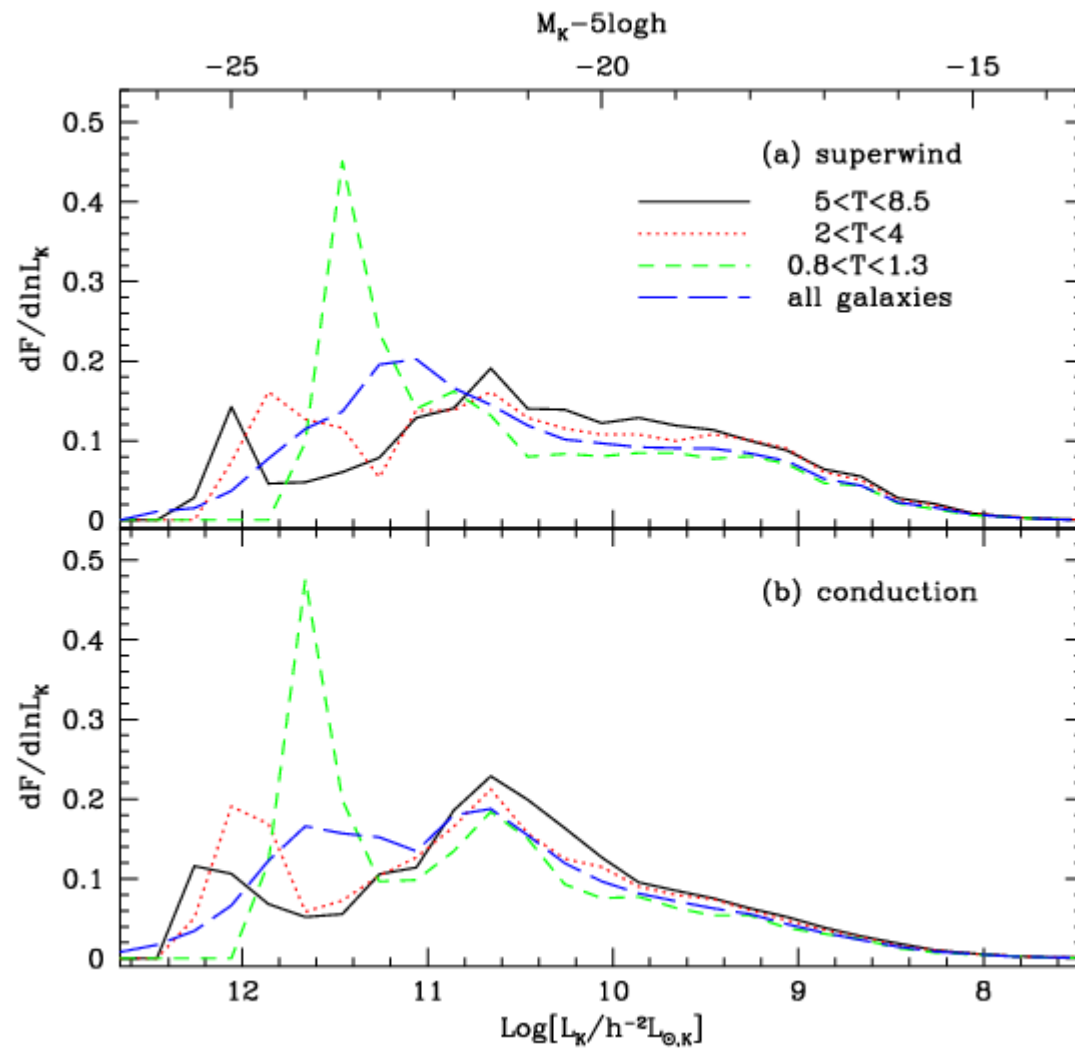 M_K−5logh
−25 −20 −15
0.5
0.4
0.3
0.2
0.1
0
dF/dlnL_K
(a) superwind
5<T<8.5
2<T<4
0.8<T<1.3
all galaxies
0.5
0.4
0.3
0.2
0.1
0
dF/dlnL_K
(b) conduction
12 11 10 9 8
Log[L_K/h⁻²L_⊙,K]